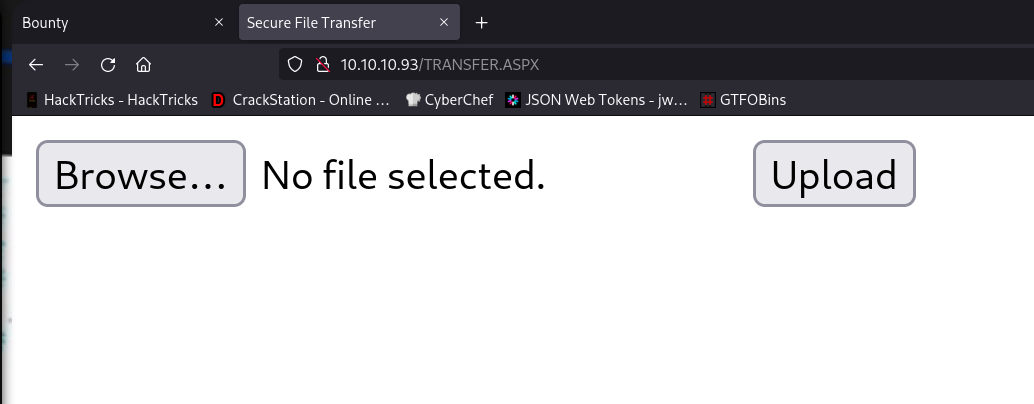 Bounty
Secure File Transfer
10.10.10.93/TRANSFER.ASPX
HackTricks - HackTricks
CrackStation - Online ...
CyberChef
JSON Web Tokens - jw...
GTFOBins
Browse...
No file selected.
Upload